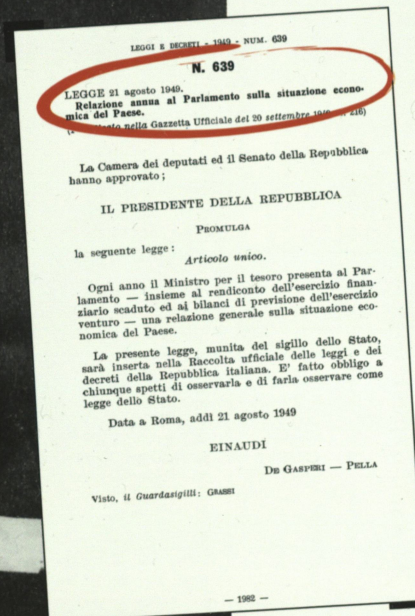 LEGGI E DECRETI - 1949 - NUM. 639
N. 639
LEGGE 21 agosto 1949.
Relazione annua al Parlamento sulla situazione econo-
mica del Paese.
nella Gazzetta Ufficiale del 20 settembre 216)
La Camera dei deputati ed il Senato della Repubblica
hanno approvato;
IL PRESIDENTE DELLA REPUBBLICA
PROMULGA
la seguente legge:
Articolo unico.
Ogni anno il Ministro per il tesoro presenta al Par-
lamento — insieme al rendiconto dell'esercizio finan-
ziario scaduto ed ai bilanci di previsione dell'esercizio
venturo — una relazione generale sulla situazione eco-
nomica del Paese.
La presente legge, munita del sigillo dello Stato,
sarà inserta nella Raccolta ufficiale delle leggi e dei
decreti della Repubblica italiana. E' fatto obbligo a
chiunque spetti di osservarla e di farla osservare come
legge dello Stato.
Data a Roma, addì 21 agosto 1949
EINAUDI
DE GASPERI — PELLA
Visto, il Guardasigilli: GRASSI
— 1982 —